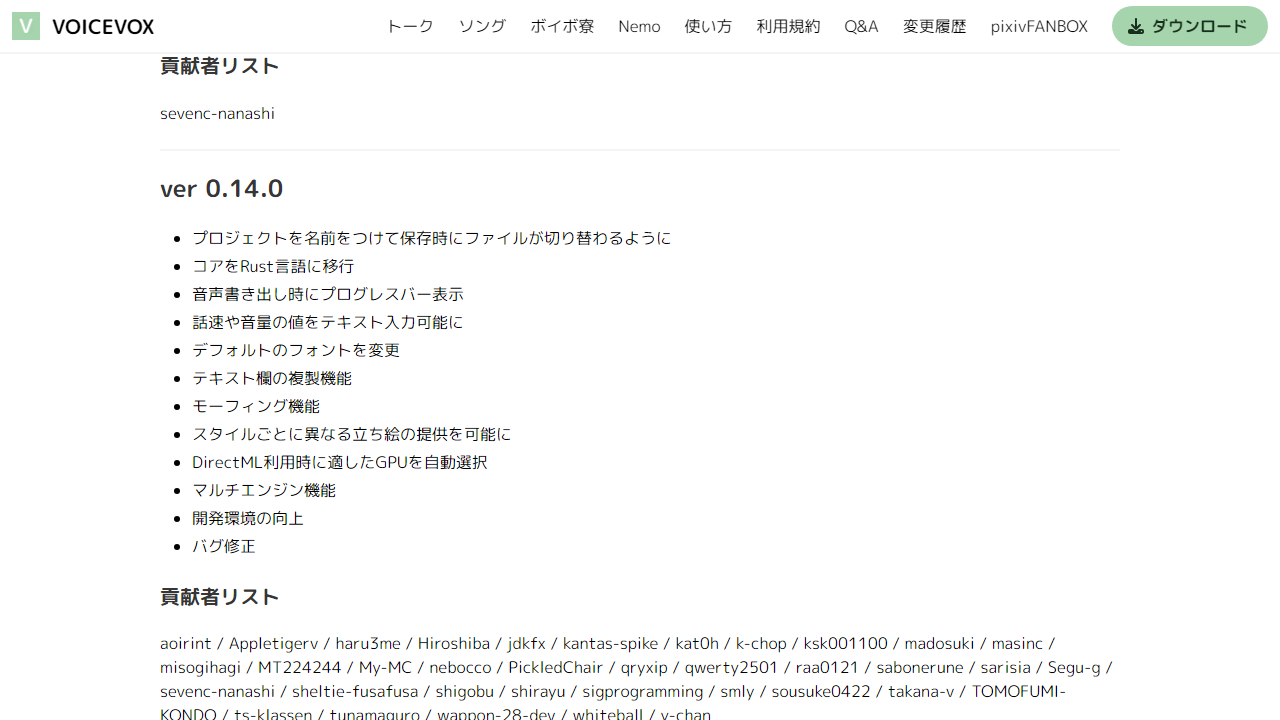 V VOICEVOX トーク ソング ボイボ寮 Nemo 使い方 利用規約 Q&A 変更履歴 pixivFANBOX ダウンロード
貢献者リスト
sevenc-nanashi
ver 0.14.0
プロジェクトを名前をつけて保存時にファイルが切り替わるように
コアをRust言語に移行
音声書き出し時にプログレスバー表示
話速や音量の値をテキスト入力可能に
デフォルトのフォントを変更
テキスト欄の複製機能
モーフィング機能
スタイルごとに異なる立ち絵の提供を可能に
DirectML利用時に適したGPUを自動選択
マルチエンジン機能
開発環境の向上
バグ修正
貢献者リスト
aoirint / Appletigerv / haru3me / Hiroshiba / jdkfx / kantas-spike / kat0h / k-chop / ksk001100 / madosuki / masinc /
misogihagi / MT224244 / My-MC / nebocco / PickledChair / qryxip / qwerty2501 / raa0121 / sabonerune / sarisia / Segu-g /
sevenc-nanashi / sheltie-fusafusa / shigobu / shirayu / sigprogramming / smly / sousuke0422 / takana-v / TOMOFUMI-
KONDO / ts-klassen / tunamaguro / wappon-28-dev / whiteball / y-chan